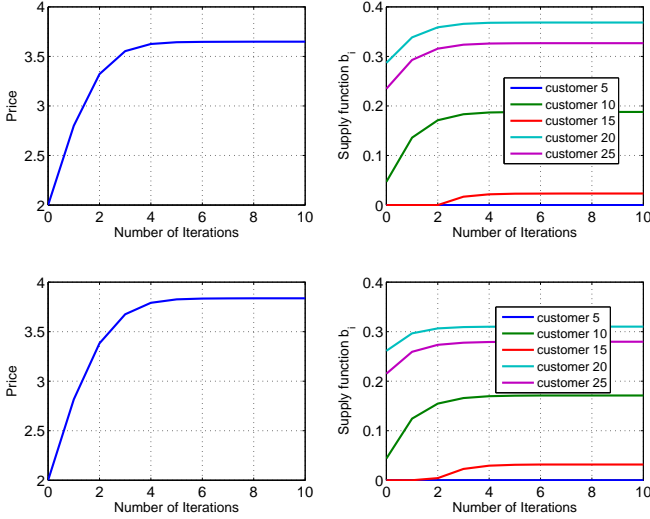 4
3.5
3
2.5
2
0 2 4 6 8 10
Price
Number of Iterations
0.4
0.3
0.2
0.1
0
0 2 4 6 8 10
Supply function b_i
Number of Iterations
customer 5
customer 10
customer 15
customer 20
customer 25
4
3.5
3
2.5
2
0 2 4 6 8 10
Price
Number of Iterations
0.4
0.3
0.2
0.1
0
0 2 4 6 8 10
Supply function b_i
Number of Iterations
customer 5
customer 10
customer 15
customer 20
customer 25